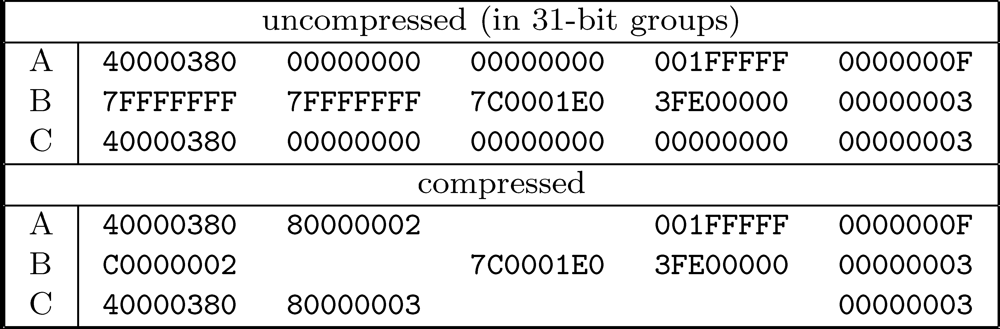 uncompressed (in 31-bit groups)
A 40000380 00000000 00000000 001FFFFF 0000000F
B 7FFFFFFF 7FFFFFFF 7C0001E0 3FE00000 00000003
C 40000380 00000000 00000000 00000000 00000003
compressed
A 40000380 80000002 001FFFFF 0000000F
B C0000002 7C0001E0 3FE00000 00000003
C 40000380 80000003 00000003